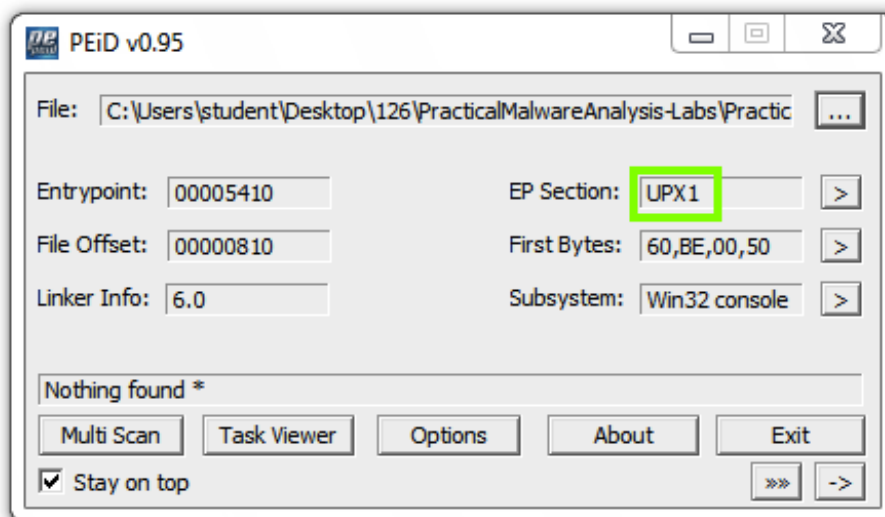 PEiD v0.95
File: C:\Users\student\Desktop\126\PracticalMalwareAnalysis-Labs\Practic ...
Entrypoint: 00005410 EP Section: UPX1 >
File Offset: 00000810 First Bytes: 60,BE,00,50 >
Linker Info: 6.0 Subsystem: Win32 console >
Nothing found *
Multi Scan Task Viewer Options About Exit
Stay on top »» ->